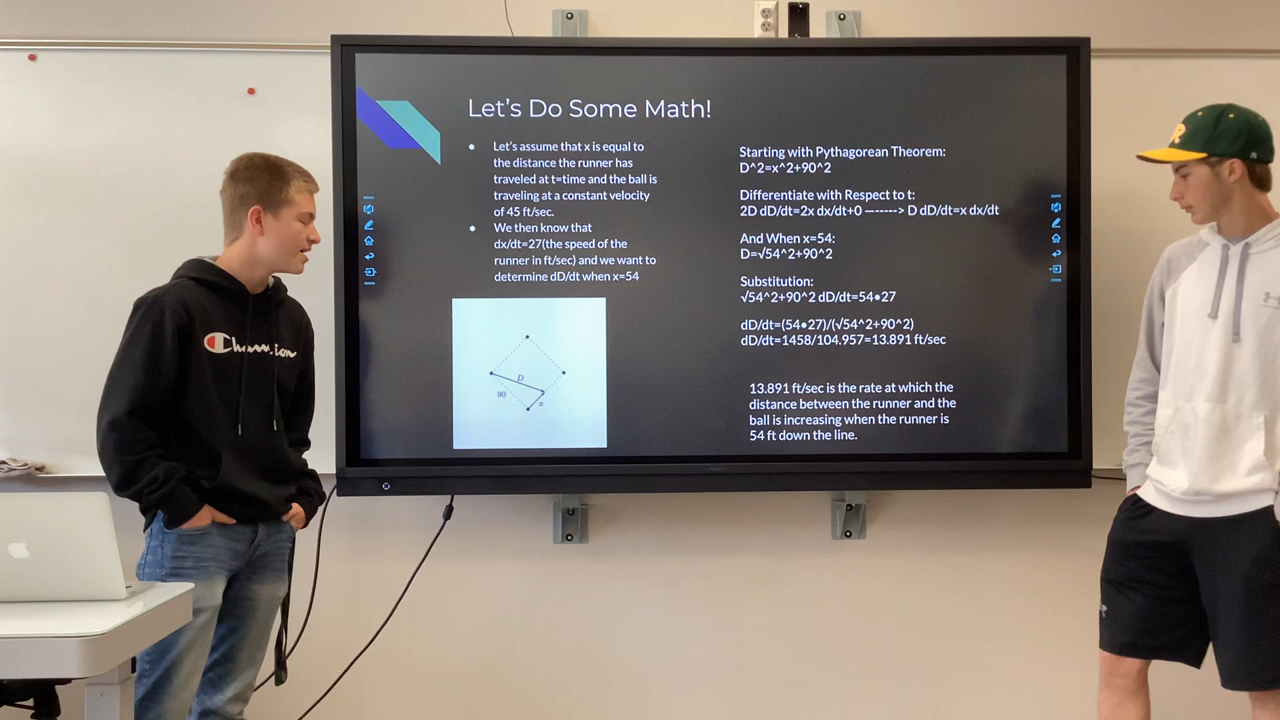 Let's Do Some Math!
● Let's assume that x is equal to
the distance the runner has
traveled at t=time and the ball is
traveling at a constant velocity
of 45 ft/sec.
● We then know that
dx/dt=27(the speed of the
runner in ft/sec) and we want to
determine dD/dt when x=54
D
90
x
Starting with Pythagorean Theorem:
D^2=x^2+90^2
Differentiate with Respect to t:
2D dD/dt=2x dx/dt+0 -------> D dD/dt=x dx/dt
And When x=54:
D=√54^2+90^2
Substitution:
√54^2+90^2 dD/dt=54•27
dD/dt=(54•27)/(√54^2+90^2)
dD/dt=1458/104.957=13.891 ft/sec
13.891 ft/sec is the rate at which the
distance between the runner and the
ball is increasing when the runner is
54 ft down the line.
Champion
R